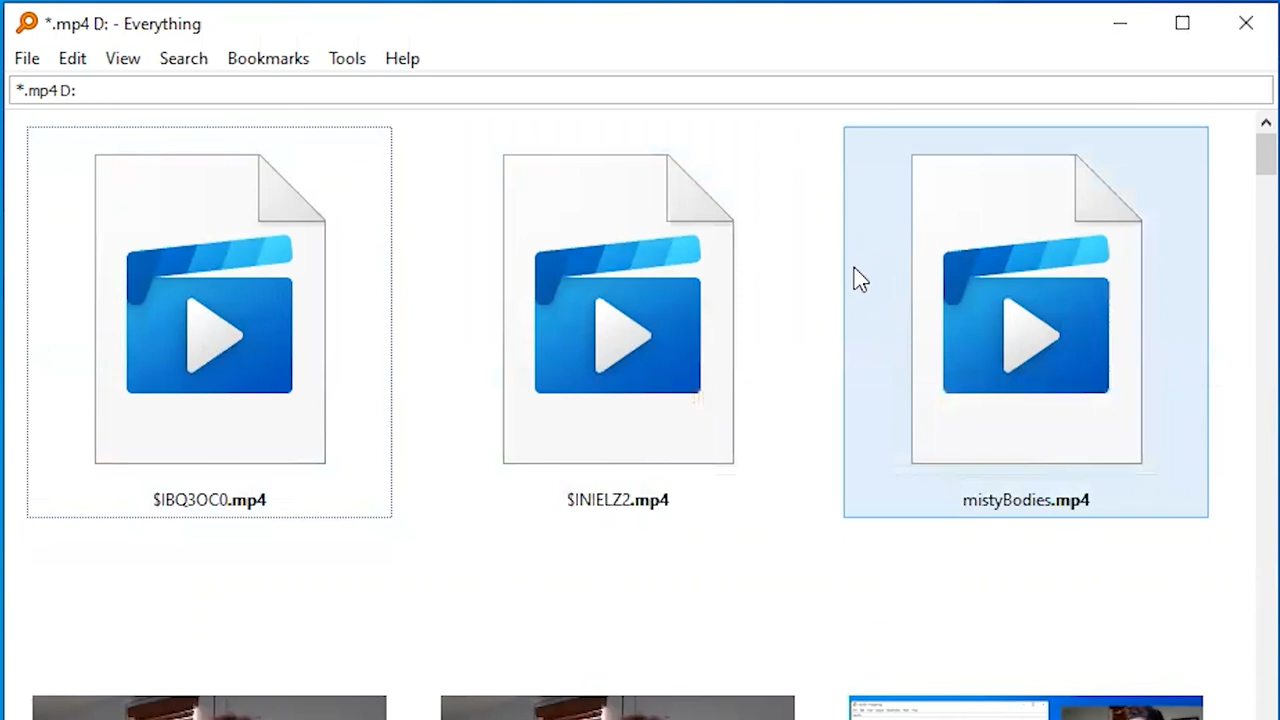 *.mp4 D: - Everything
File Edit View Search Bookmarks Tools Help
*.mp4 D:
$IBQ3OC0.mp4 $INIELZ2.mp4 mistyBodies.mp4